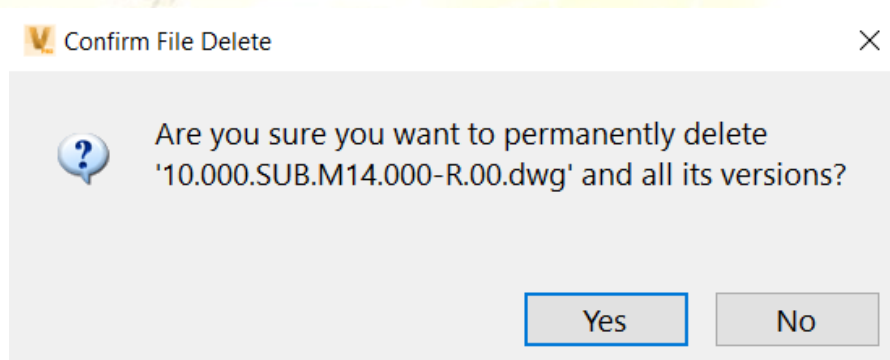 Confirm File Delete
Are you sure you want to permanently delete
'10.000.SUB.M14.000-R.00.dwg' and all its versions?
Yes
No